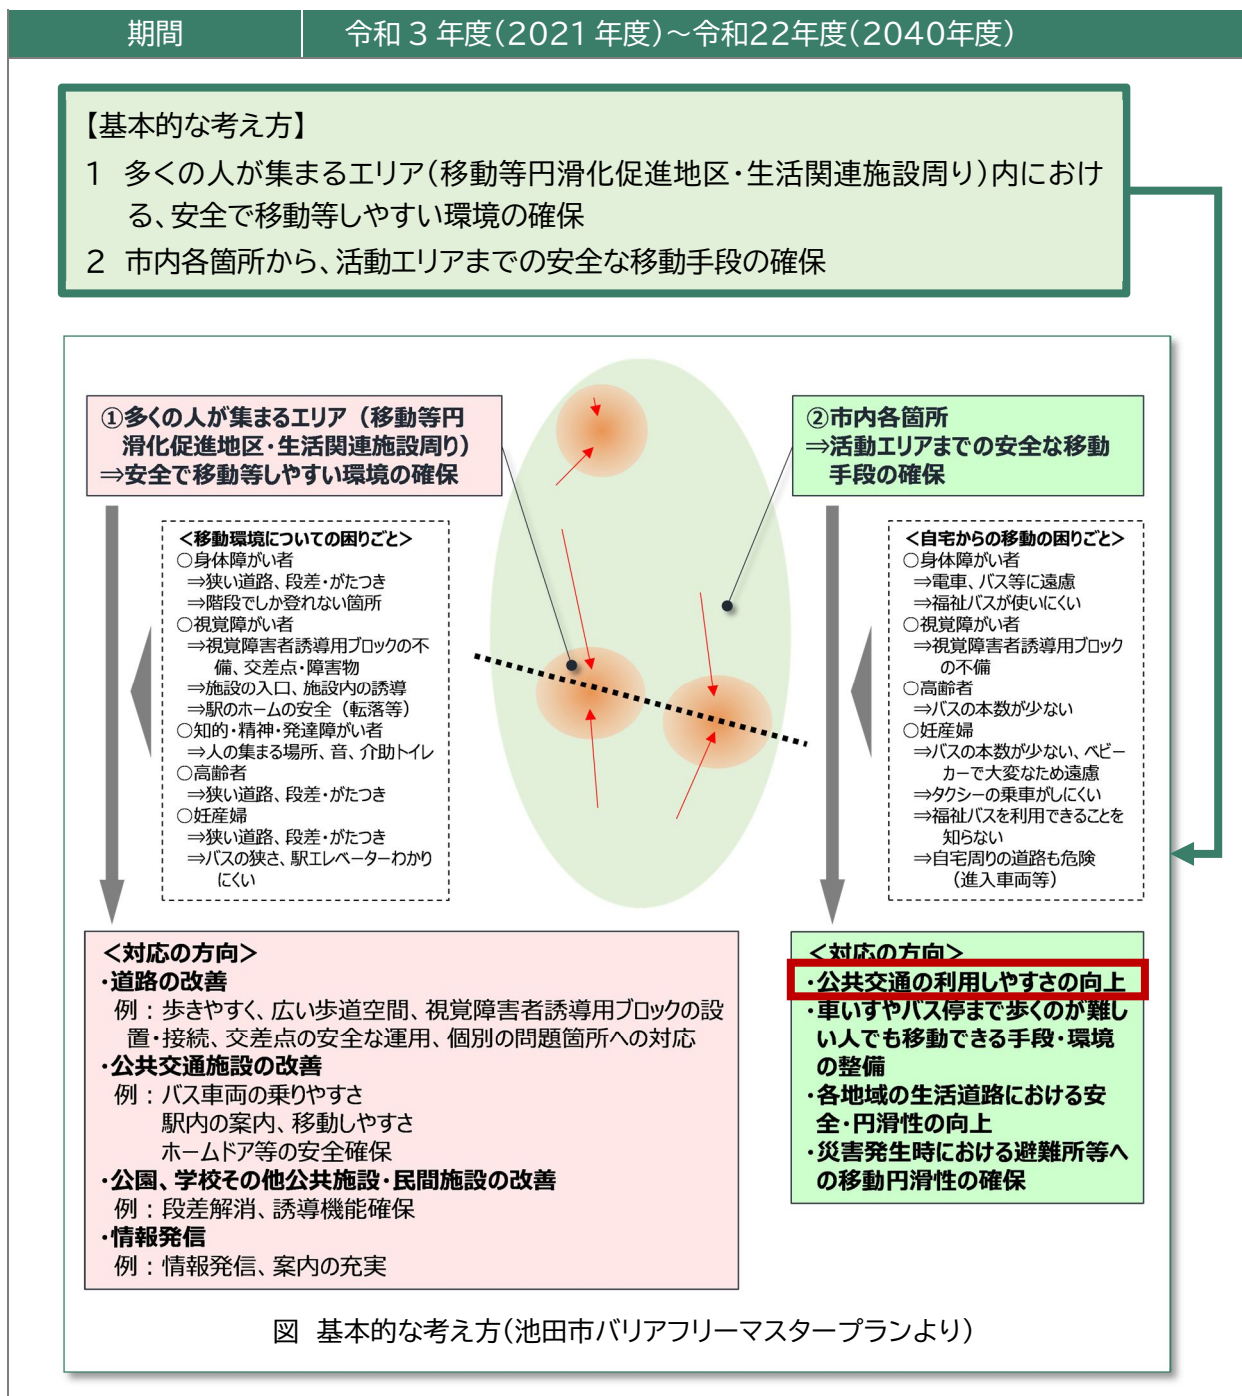 期間 令和3年度(2021年度)～令和22年度(2040年度)
【基本的な考え方】
1 多くの人が集まるエリア(移動等円滑化促進地区・生活関連施設周り)内におけ
る、安全で移動等しやすい環境の確保
2 市内各箇所から、活動エリアまでの安全な移動手段の確保
①多くの人が集まるエリア（移動等円
滑化促進地区・生活関連施設周り）
⇒安全で移動等しやすい環境の確保
＜移動環境についての困りごと＞
○身体障がい者
⇒狭い道路、段差・がたつき
⇒階段でしか登れない箇所
○視覚障がい者
⇒視覚障害者誘導用ブロックの不
備、交差点・障害物
⇒施設の入口、施設内の誘導
⇒駅のホームの安全（転落等）
○知的・精神・発達障がい者
⇒人の集まる場所、音、介助トイレ
○高齢者
⇒狭い道路、段差・がたつき
○妊産婦
⇒狭い道路、段差・がたつき
⇒バスの狭さ、駅エレベーターわかり
にくい
②市内各箇所
⇒活動エリアまでの安全な移動
手段の確保
＜自宅からの移動の困りごと＞
○身体障がい者
⇒電車、バス等に遠慮
⇒福祉バスが使いにくい
○視覚障がい者
⇒視覚障害者誘導用ブロック
の不備
○高齢者
⇒バスの本数が少ない
○妊産婦
⇒バスの本数が少ない、ベビー
カーで大変なため遠慮
⇒タクシーの乗車がしにくい
⇒福祉バスを利用できることを
知らない
⇒自宅周りの道路も危険
（進入車両等）
＜対応の方向＞
・道路の改善
例：歩きやすく、広い歩道空間、視覚障害者誘導用ブロックの設
置・接続、交差点の安全な運用、個別の問題箇所への対応
・公共交通施設の改善
例：バス車両の乗りやすさ
駅内の案内、移動しやすさ
ホームドア等の安全確保
・公園、学校その他公共施設・民間施設の改善
例：段差解消、誘導機能確保
・情報発信
例：情報発信、案内の充実
＜対応の方向＞
・公共交通の利用しやすさの向上
・車いすやバス停まで歩くのが難し
い人でも移動できる手段・環境
の整備
・各地域の生活道路における安
全・円滑性の向上
・災害発生時における避難所等へ
の移動円滑性の確保
図 基本的な考え方(池田市バリアフリーマスタープランより)